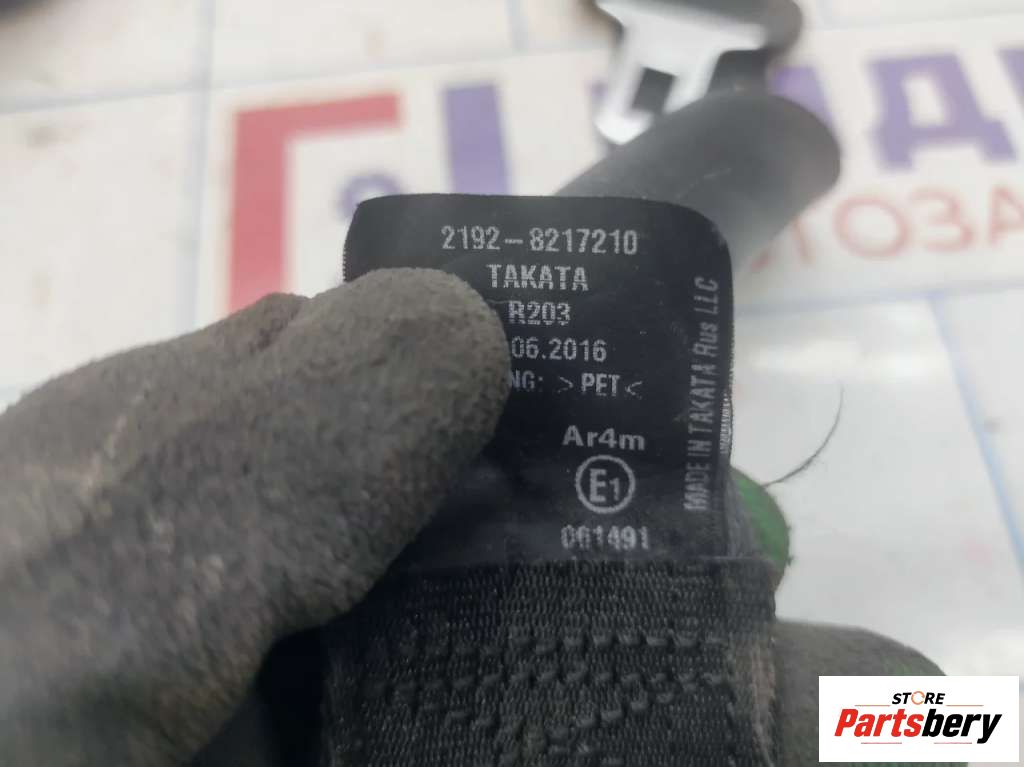 2192-8217210
TAKATA
R203
06.2016
NG: >PET<
Ar4m
E1
061491
MADE IN TAKATA Rus LLC
STORE
Partsbery